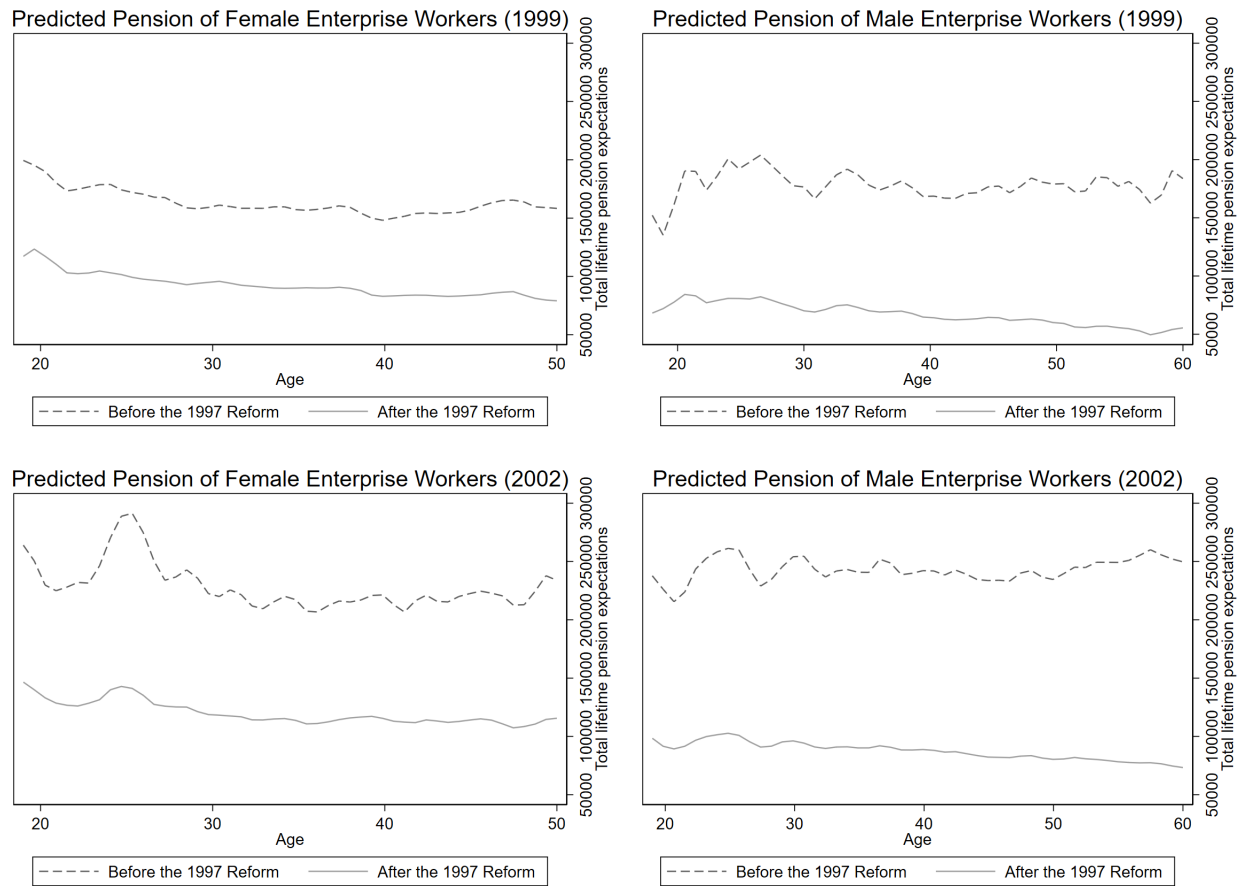 Predicted Pension of Female Enterprise Workers (1999)
50000 100000 150000 200000 250000 300000
Total lifetime pension expectations
20 30 40 50
Age
Before the 1997 Reform After the 1997 Reform
Predicted Pension of Male Enterprise Workers (1999)
50000 100000 150000 200000 250000 300000
Total lifetime pension expectations
20 30 40 50 60
Age
Before the 1997 Reform After the 1997 Reform
Predicted Pension of Female Enterprise Workers (2002)
50000 100000 150000 200000 250000 300000
Total lifetime pension expectations
20 30 40 50
Age
Before the 1997 Reform After the 1997 Reform
Predicted Pension of Male Enterprise Workers (2002)
50000 100000 150000 200000 250000 300000
Total lifetime pension expectations
20 30 40 50 60
Age
Before the 1997 Reform After the 1997 Reform